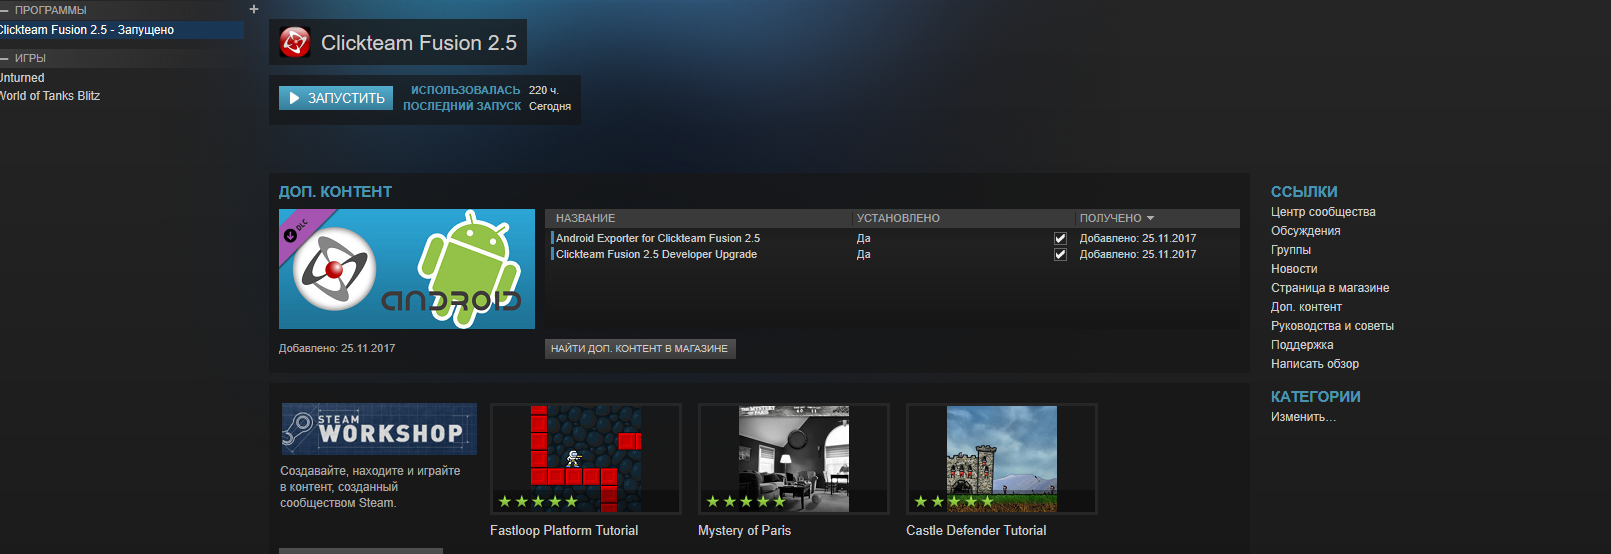 — ПРОГРАММЫ
Clickteam Fusion 2.5 - Запущено
— ИГРЫ
Unturned
World of Tanks Blitz
+
Clickteam Fusion 2.5
ЗАПУСТИТЬ
ИСПОЛЬЗОВАЛАСЬ 220 ч.
ПОСЛЕДНИЙ ЗАПУСК Сегодня
ДОП. КОНТЕНТ
DLC
ANDROID
Добавлено: 25.11.2017
НАЗВАНИЕ УСТАНОВЛЕНО ПОЛУЧЕНО
Android Exporter for Clickteam Fusion 2.5 Да Добавлено: 25.11.2017
Clickteam Fusion 2.5 Developer Upgrade Да Добавлено: 25.11.2017
НАЙТИ ДОП. КОНТЕНТ В МАГАЗИНЕ
STEAM
WORKSHOP
Создавайте, находите и играйте
в контент, созданный
сообществом Steam.
Fastloop Platform Tutorial
THE MYSTERY
OF PARIS
Mystery of Paris
Castle Defender Tutorial
ССЫЛКИ
Центр сообщества
Обсуждения
Группы
Новости
Страница в магазине
Доп. контент
Руководства и советы
Поддержка
Написать обзор
КАТЕГОРИИ
Изменить...